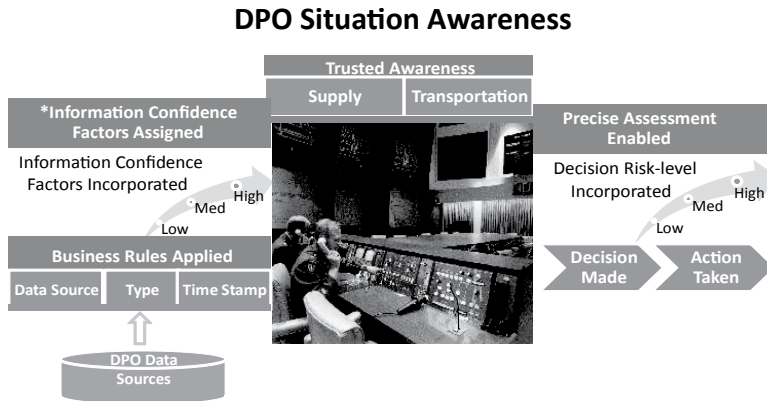 DPO Situation Awareness
*Information Confidence
Factors Assigned
Information Confidence
Factors Incorporated
High
Med
Low
Business Rules Applied
Data Source
Type
Time Stamp
DPO Data
Sources
Trusted Awareness
Supply
Transportation
Precise Assessment
Enabled
Decision Risk-level
Incorporated
High
Med
Low
Decision
Made
Action
Taken